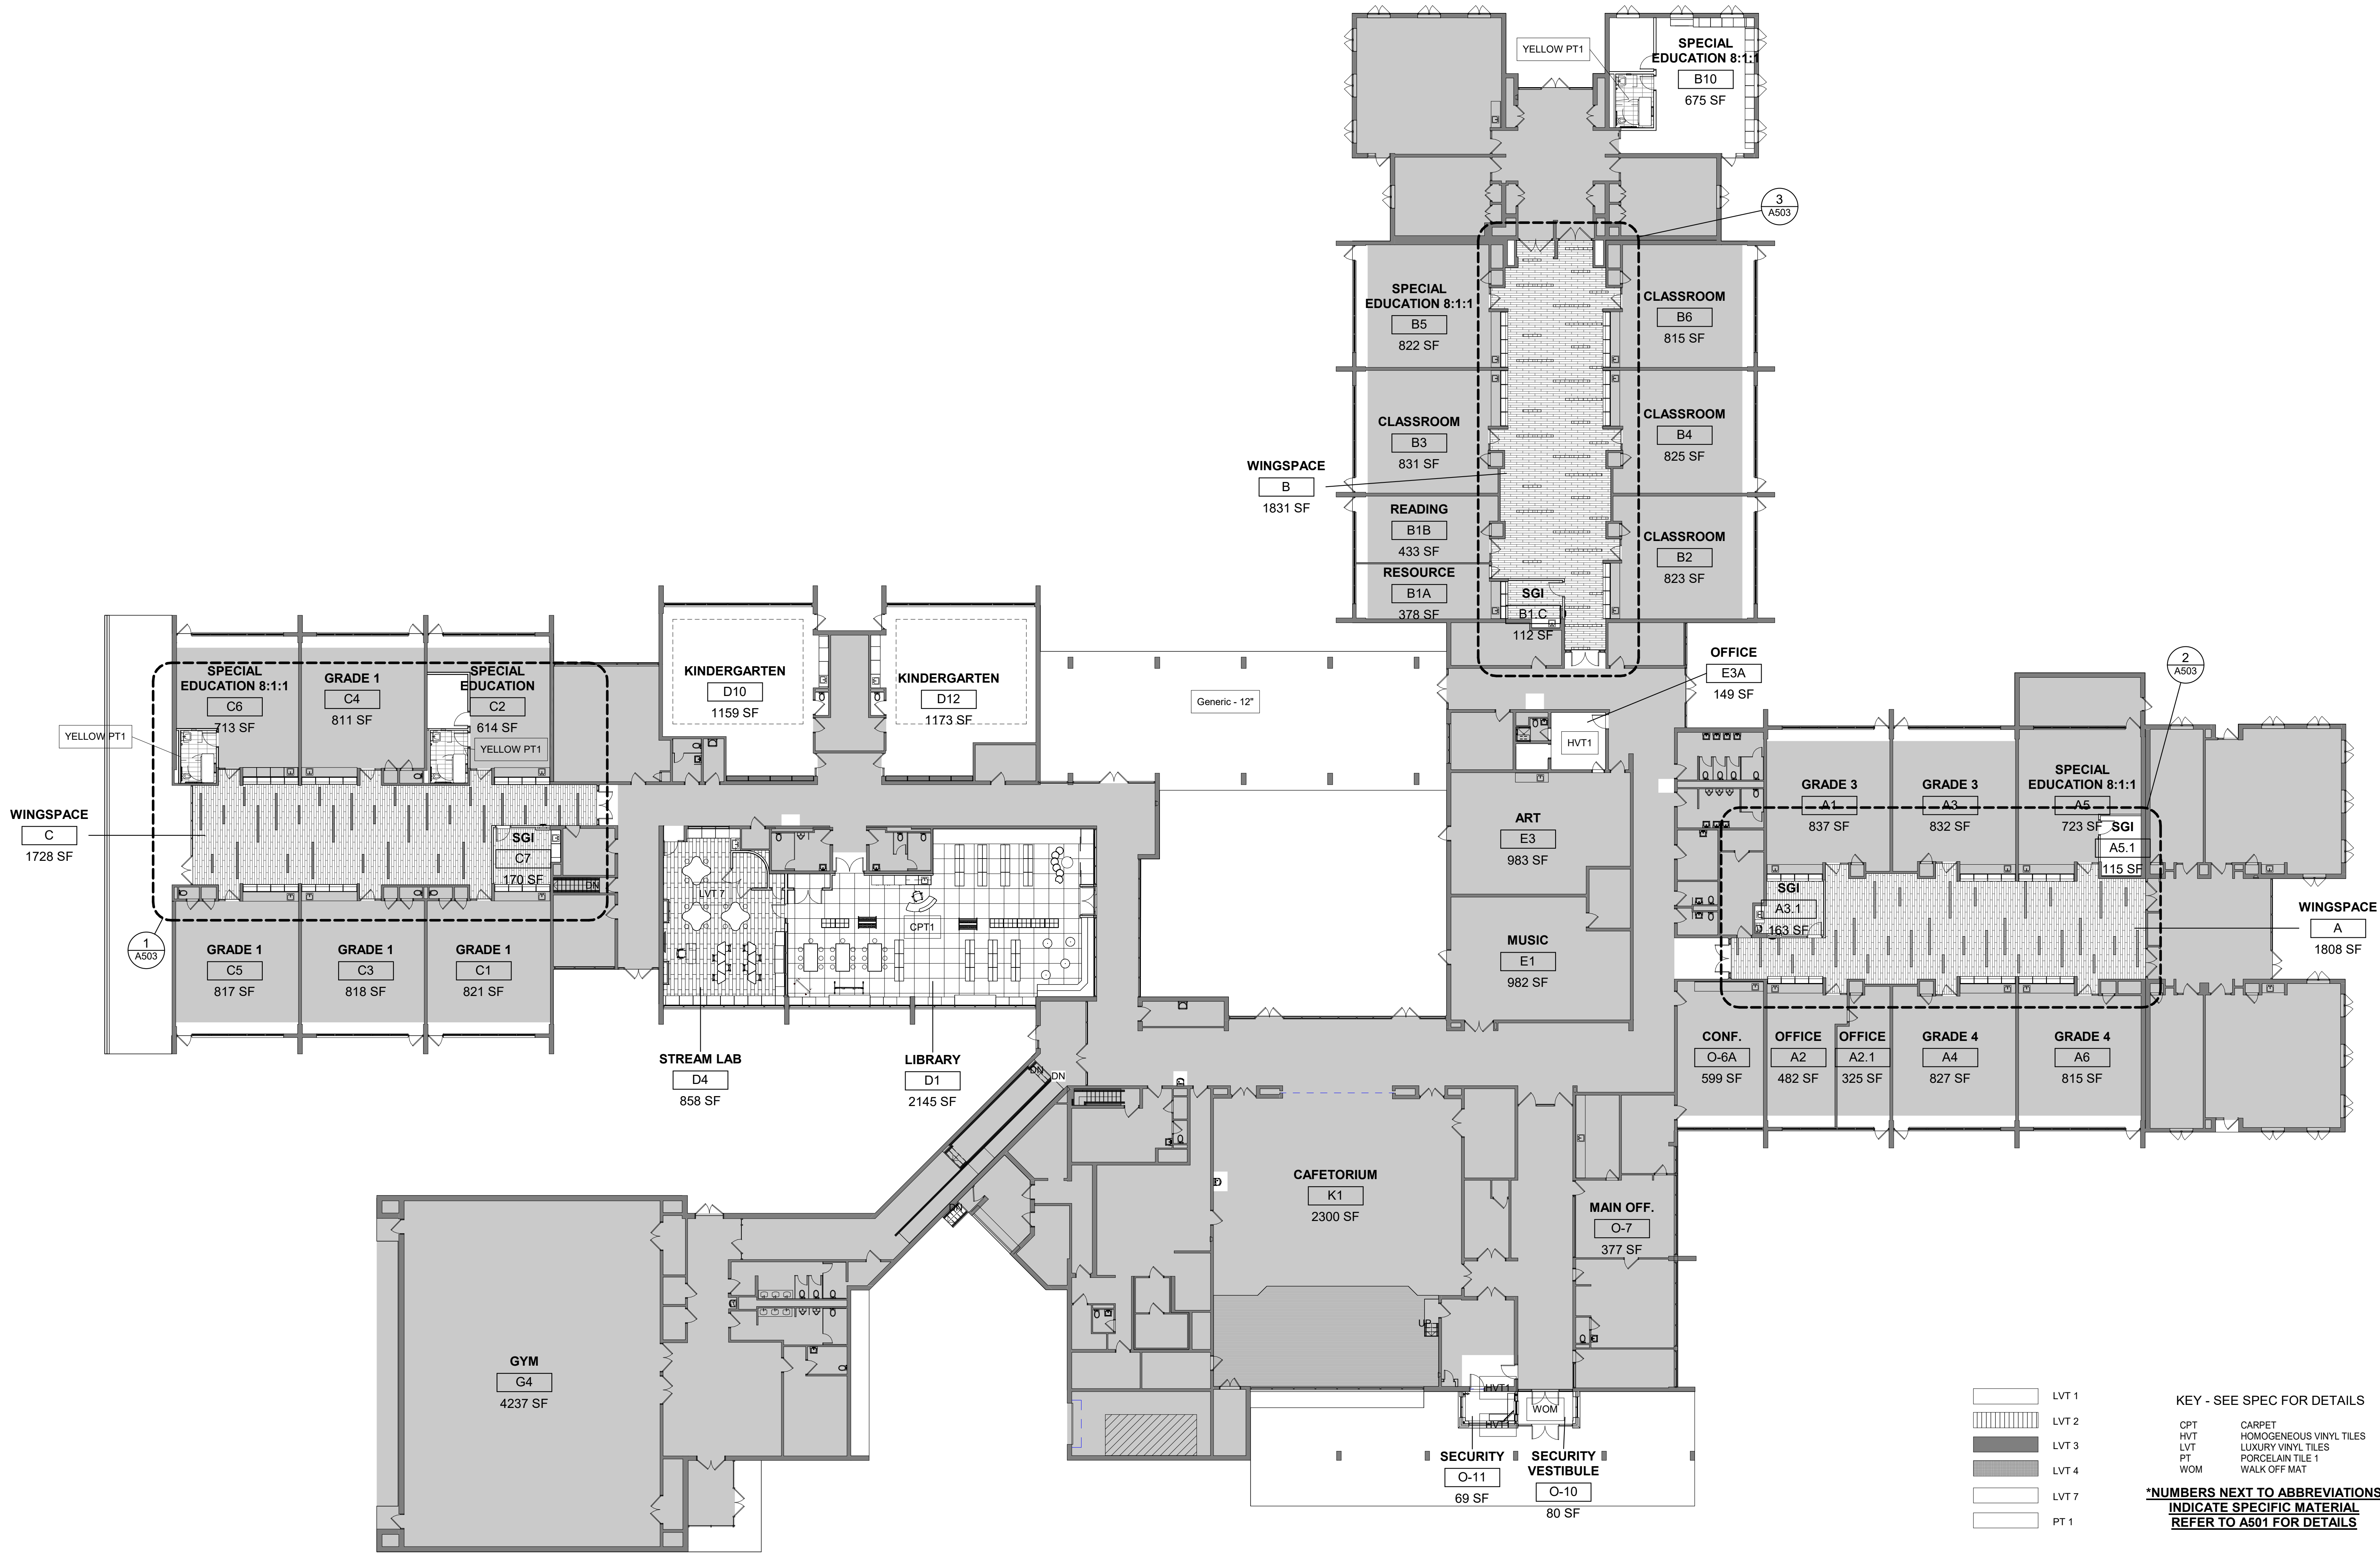 YELLOW PT1
SPECIAL
EDUCATION 8:1:1
B10
675 SF
3
A503
SPECIAL
EDUCATION 8:1:1
B5
822 SF
CLASSROOM
B6
815 SF
CLASSROOM
B3
831 SF
CLASSROOM
B4
825 SF
WINGSPACE
B
1831 SF
READING
B1B
433 SF
CLASSROOM
B2
823 SF
RESOURCE
B1A
378 SF
SGI
B1.C
112 SF
OFFICE
E3A
149 SF
2
A503
SPECIAL
EDUCATION 8:1:1
C6
713 SF
GRADE 1
C4
811 SF
SPECIAL
EDUCATION
C2
614 SF
YELLOW PT1
YELLOW PT1
KINDERGARTEN
D10
1159 SF
KINDERGARTEN
D12
1173 SF
Generic - 12"
HVT1
WINGSPACE
C
1728 SF
SGI
C7
170 SF
DN
LVT 7
CPT1
ART
E3
983 SF
MUSIC
E1
982 SF
GRADE 3
A1
837 SF
GRADE 3
A3
832 SF
SPECIAL
EDUCATION 8:1:1
A5
723 SF
SGI
A5.1
115 SF
SGI
A3.1
163 SF
WINGSPACE
A
1808 SF
1
A503
GRADE 1
C5
817 SF
GRADE 1
C3
818 SF
GRADE 1
C1
821 SF
STREAM LAB
D4
858 SF
LIBRARY
D1
2145 SF
DN
DN
CONF.
O-6A
599 SF
OFFICE
A2
482 SF
OFFICE
A2.1
325 SF
GRADE 4
A4
827 SF
GRADE 4
A6
815 SF
DN
CAFETORIUM
K1
2300 SF
MAIN OFF.
O-7
377 SF
UP
GYM
G4
4237 SF
HVT1
HVT1
WOM
SECURITY
O-11
69 SF
SECURITY
VESTIBULE
O-10
80 SF
LVT 1
LVT 2
LVT 3
LVT 4
LVT 7
PT 1
KEY - SEE SPEC FOR DETAILS
CPT CARPET
HVT HOMOGENEOUS VINYL TILES
LVT LUXURY VINYL TILES
PT PORCELAIN TILE 1
WOM WALK OFF MAT
*NUMBERS NEXT TO ABBREVIATIONS
INDICATE SPECIFIC MATERIAL
REFER TO A501 FOR DETAILS